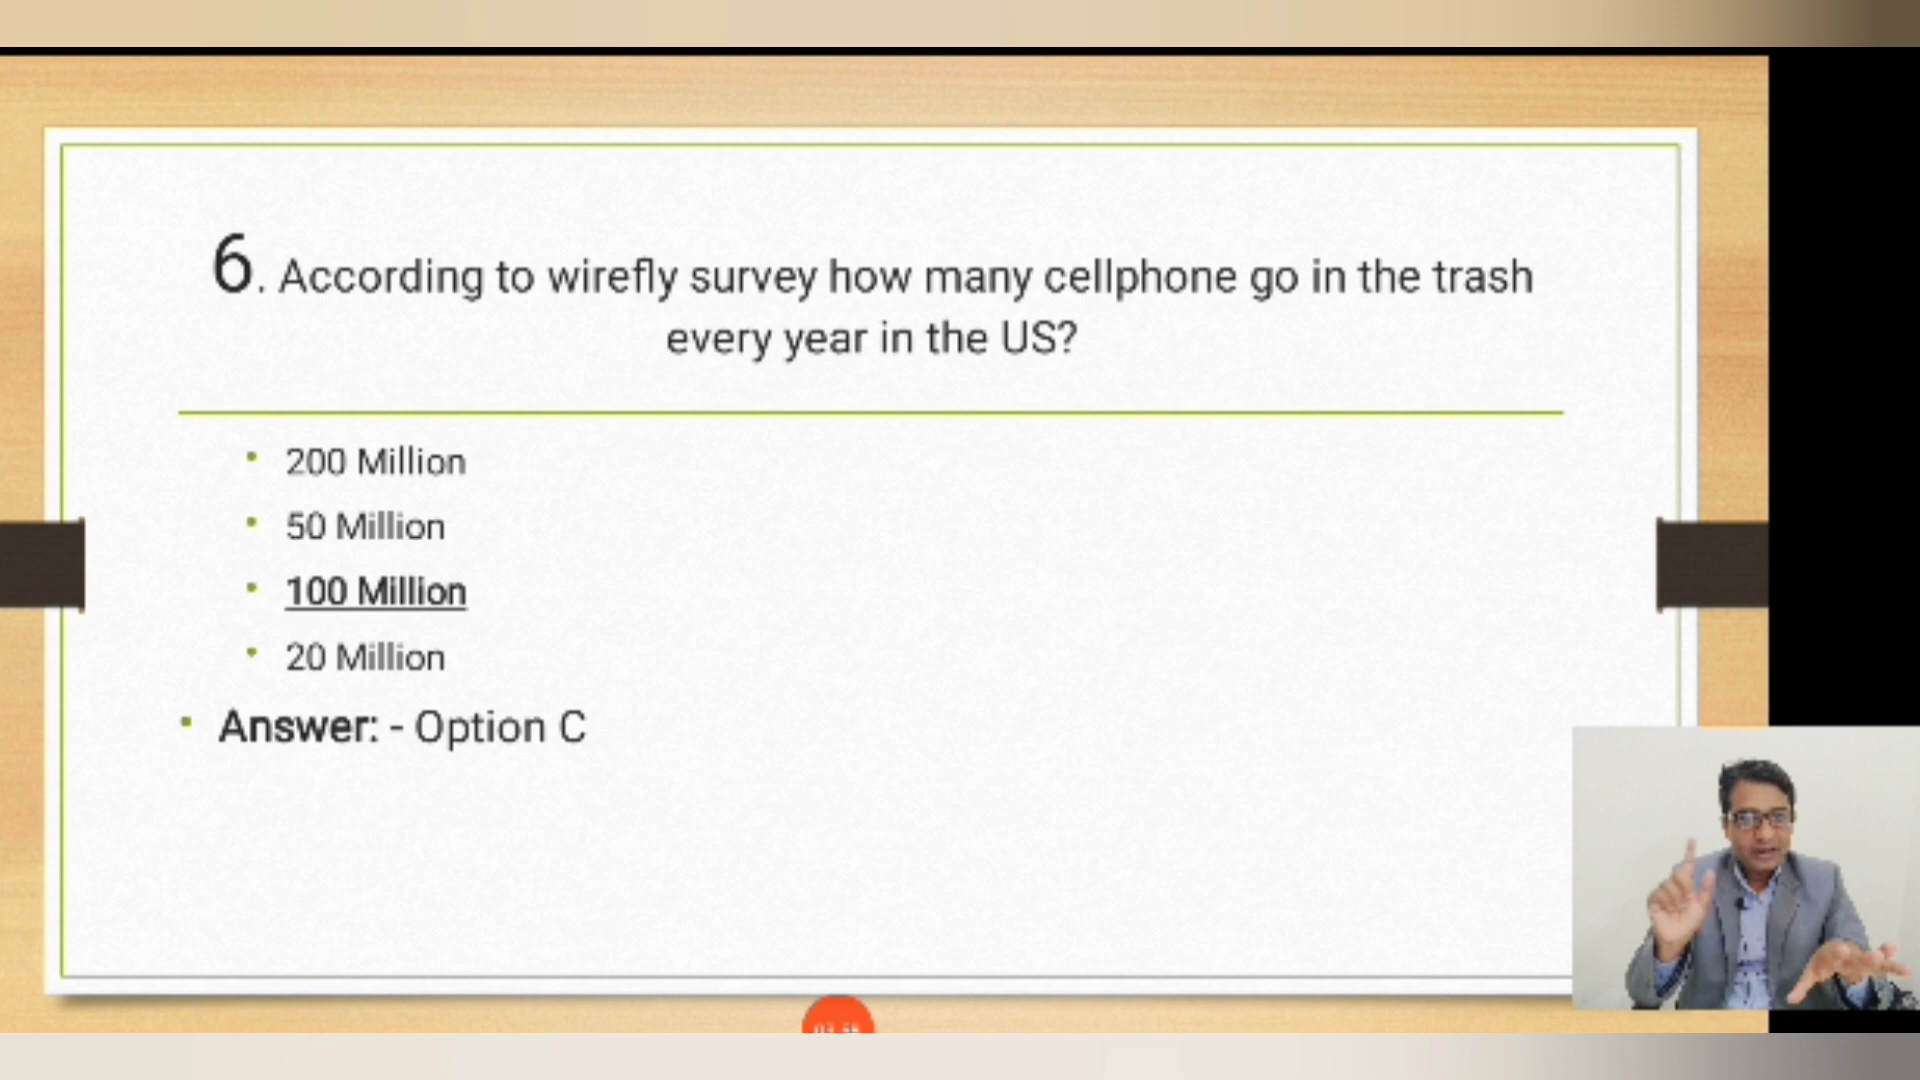 6. According to wirefly survey how many cellphone go in the trash
every year in the US?
• 200 Million
• 50 Million
• 100 Million
• 20 Million
• Answer: - Option C